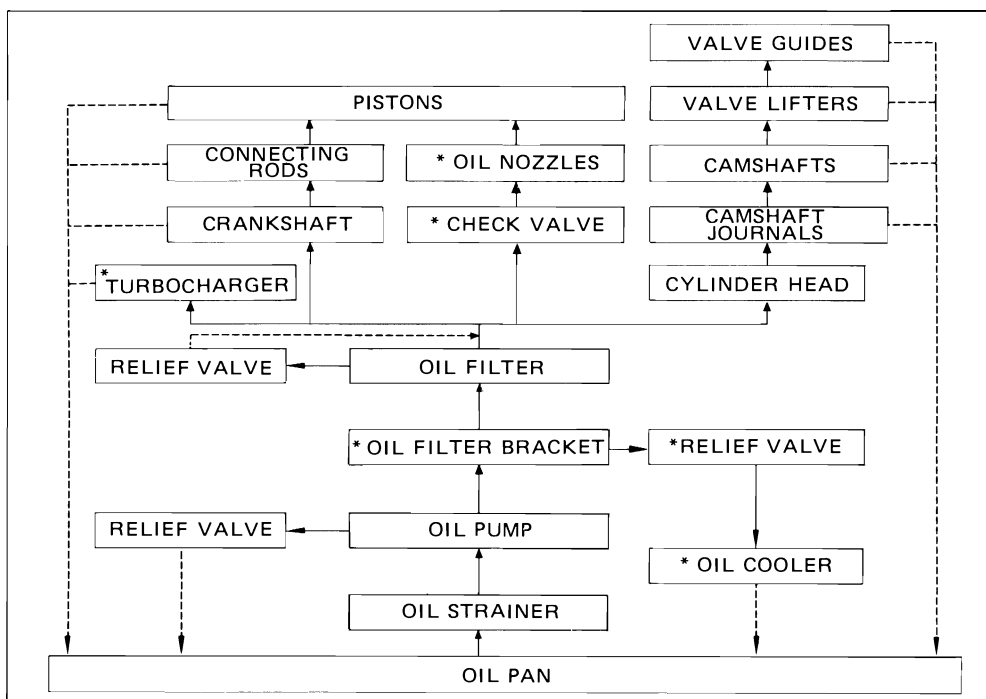 VALVE GUIDES
PISTONS
VALVE LIFTERS
CONNECTING
RODS
* OIL NOZZLES
CAMSHAFTS
CRANKSHAFT
* CHECK VALVE
CAMSHAFT
JOURNALS
* TURBOCHARGER
CYLINDER HEAD
RELIEF VALVE
OIL FILTER
* OIL FILTER BRACKET
*RELIEF VALVE
RELIEF VALVE
OIL PUMP
* OIL COOLER
OIL STRAINER
OIL PAN